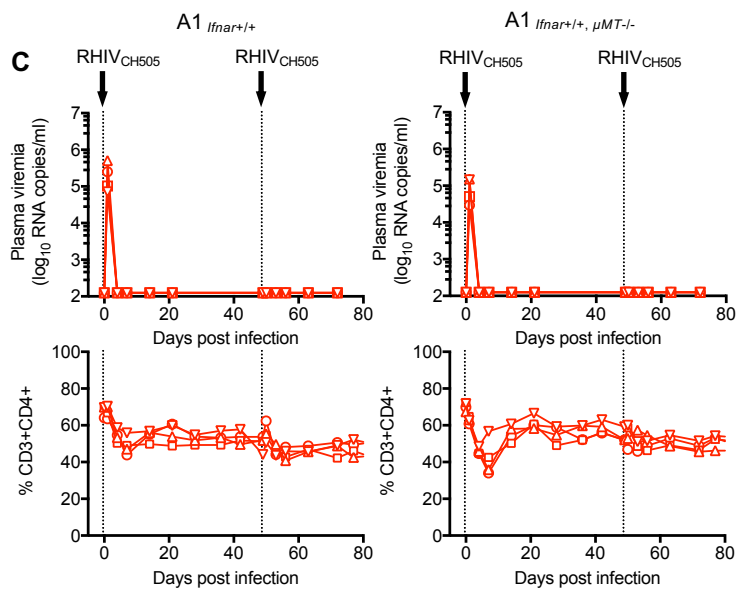 C
A1 Ifnar+/+
A1 Ifnar+/+, µMT-/-
RHIVCH505
RHIVCH505
RHIVCH505
RHIVCH505
Plasma viremia
(log10 RNA copies/ml)
7
6
5
4
3
2
0 20 40 60 80
Days post infection
Plasma viremia
(log10 RNA copies/ml)
7
6
5
4
3
2
0 20 40 60 80
Days post infection
% CD3+CD4+
100
80
60
40
20
0
0 20 40 60 80
Days post infection
% CD3+CD4+
100
80
60
40
20
0
0 20 40 60 80
Days post infection